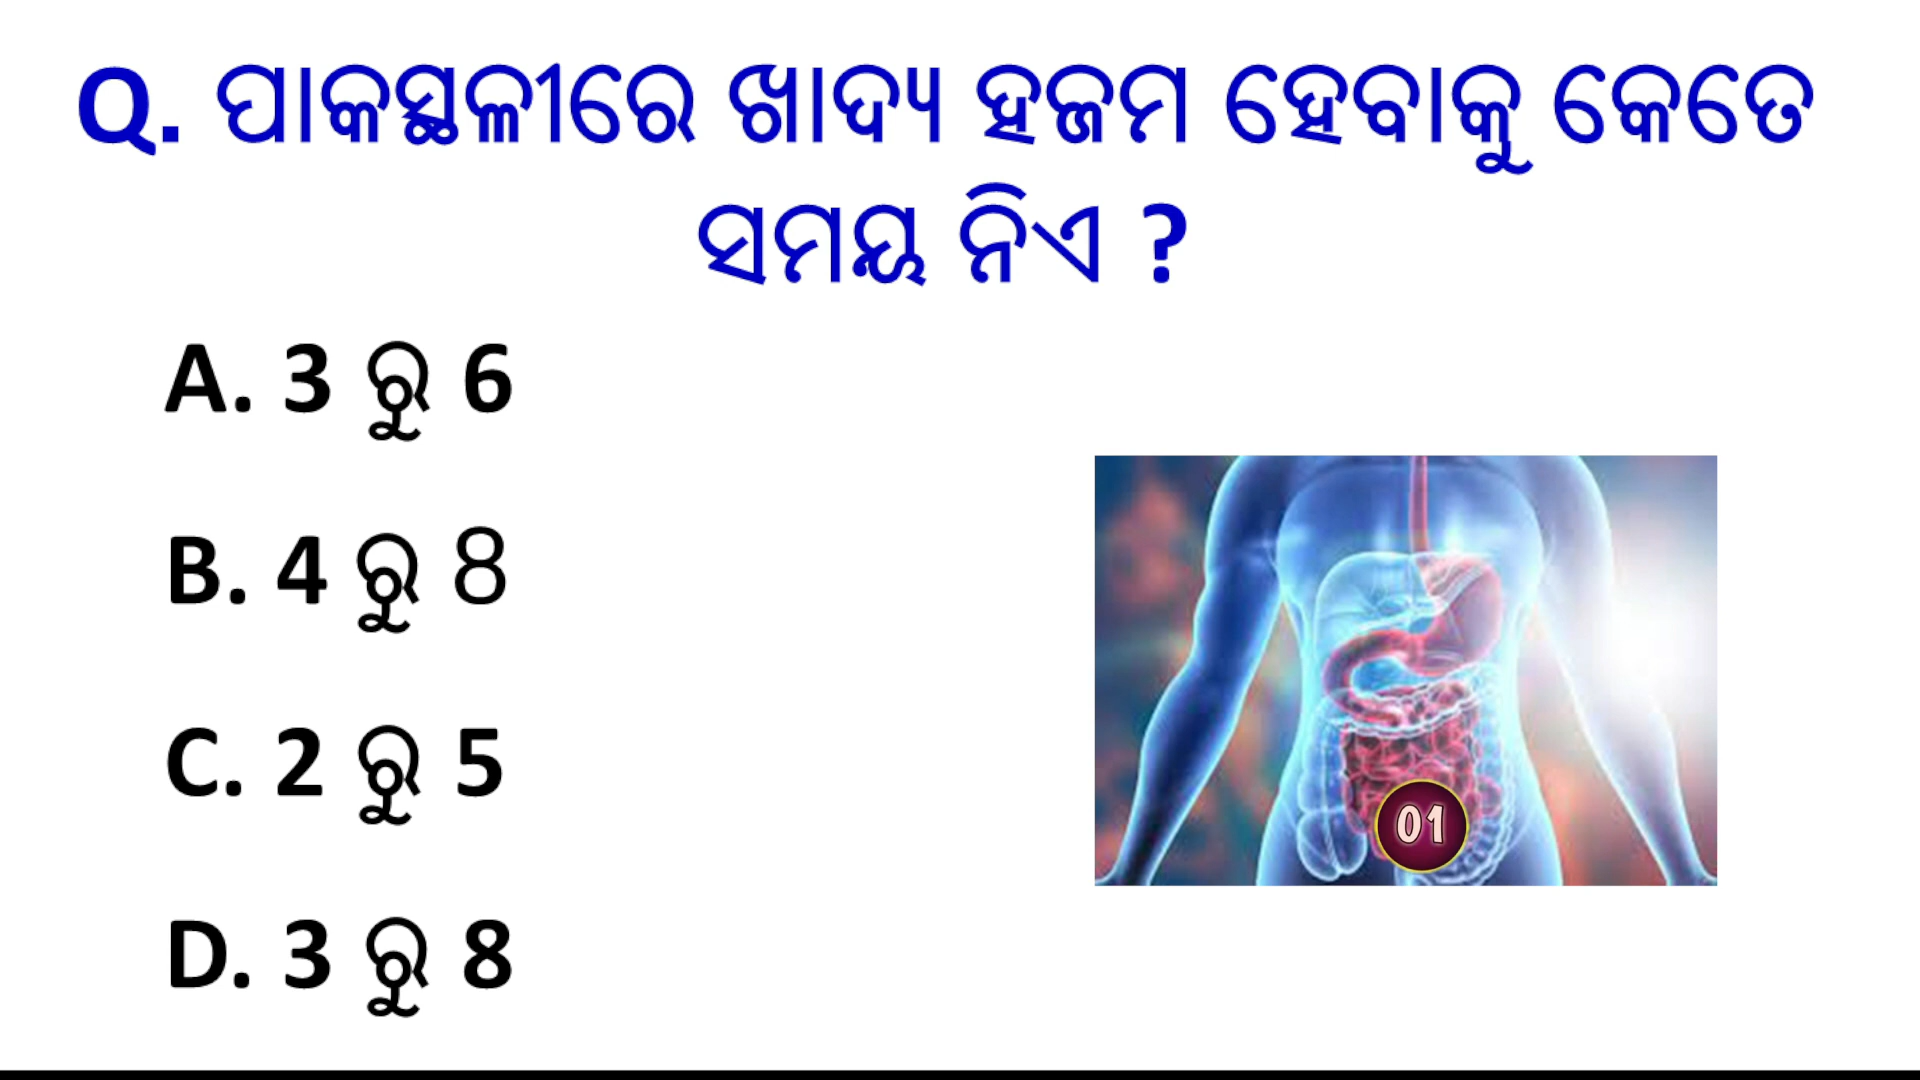 Q. ପାକସ୍ଥଳୀରେ ଖାଦ୍ୟ ହଜମ ହେବାକୁ କେତେ
ସମୟ ନିଏ ?
A. 3 ରୁ 6
B. 4 ରୁ 8
C. 2 ରୁ 5
D. 3 ରୁ 8
01